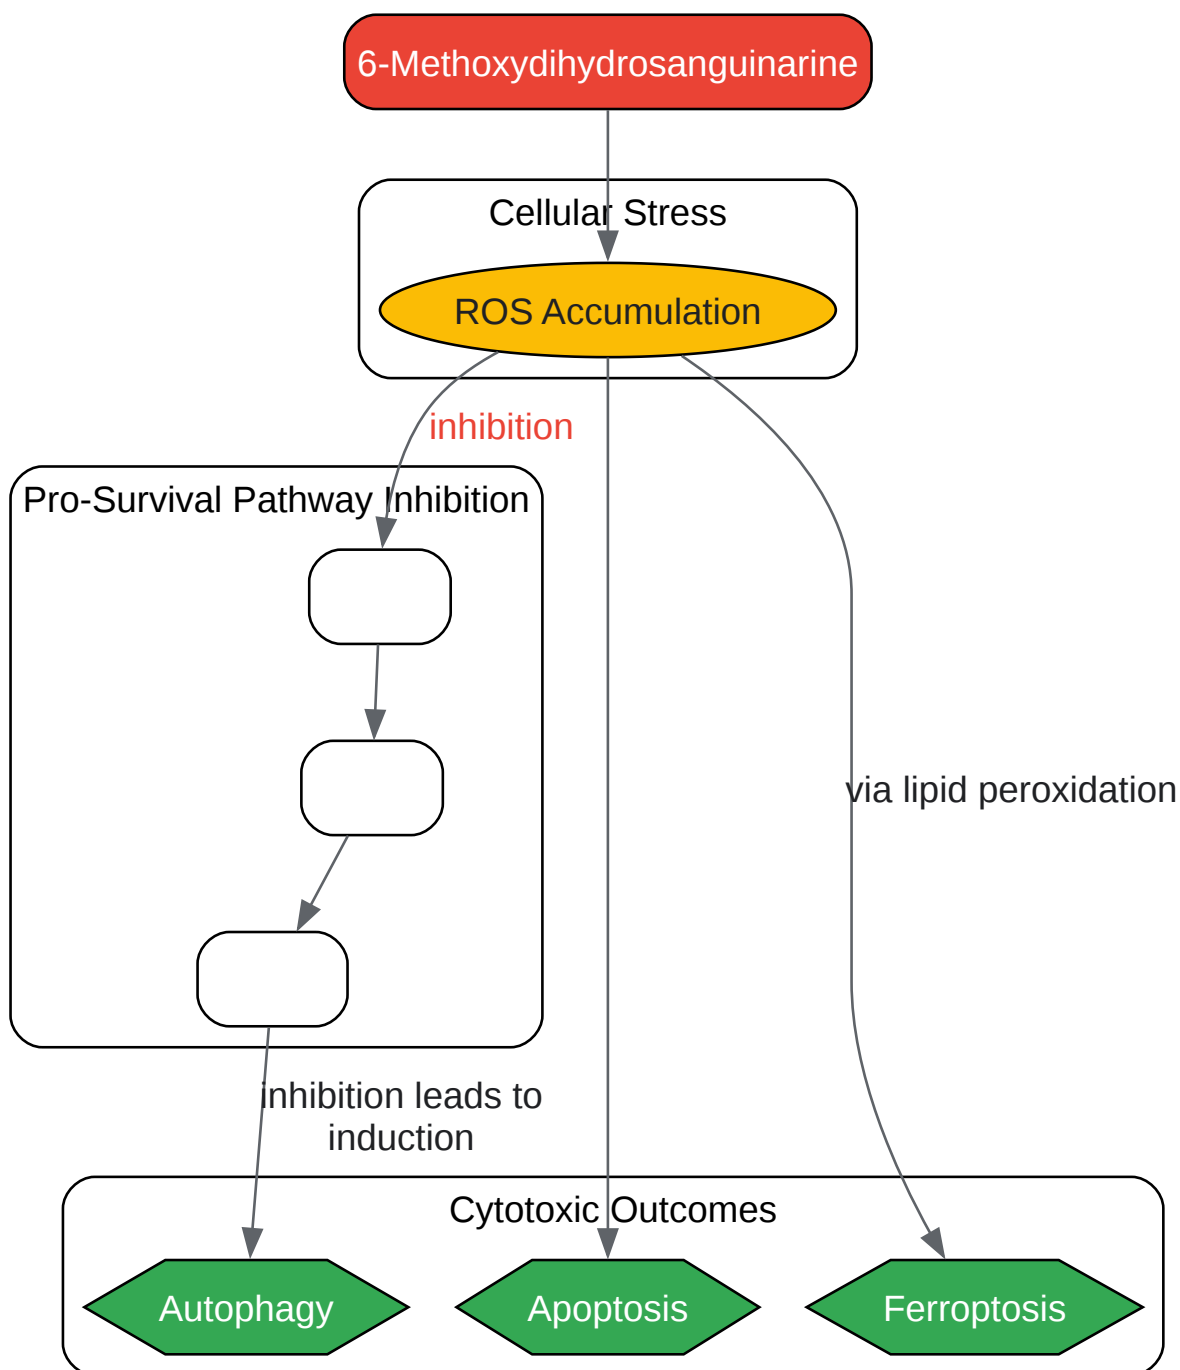 6-Methoxydihydrosanguinarine
Cellular Stress
ROS Accumulation
inhibition
Pro-Survival Pathway Inhibition
via lipid peroxidation
inhibition leads to
induction
Cytotoxic Outcomes
Autophagy
Apoptosis
Ferroptosis